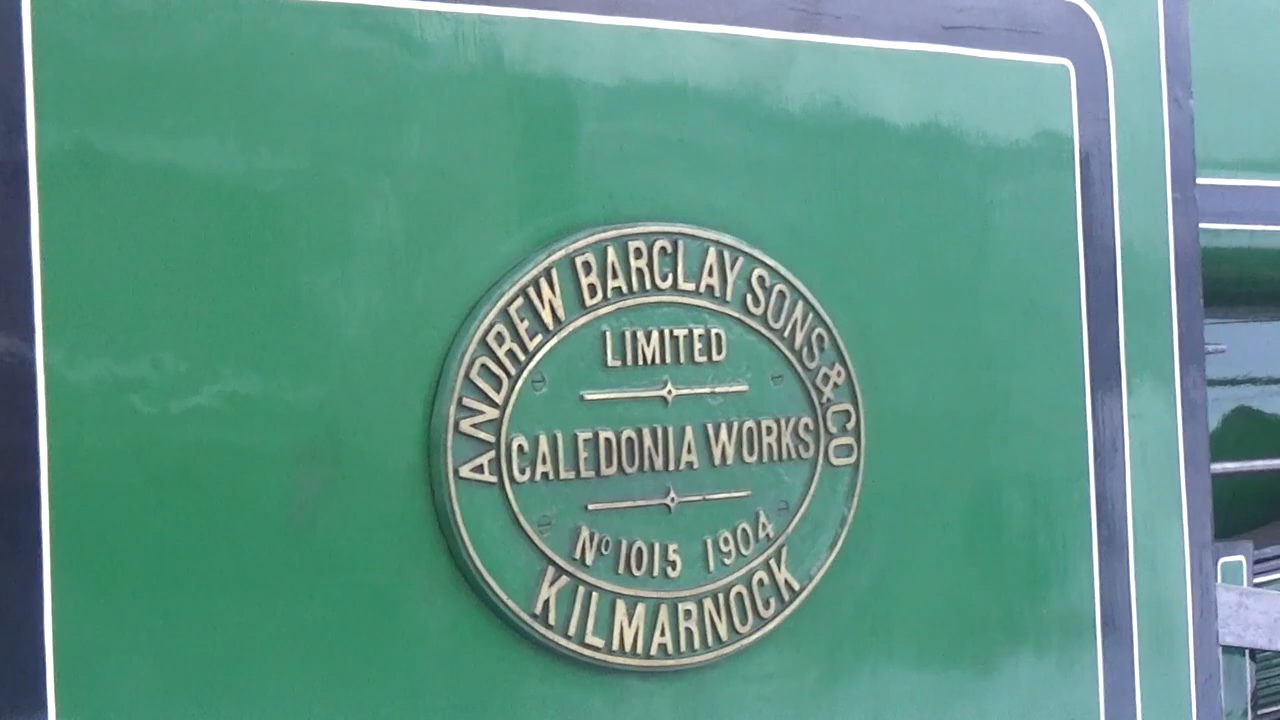 ANDREW BARCLAY SONS & CO
LIMITED
CALEDONIA WORKS
Nº 1015 1904
KILMARNOCK